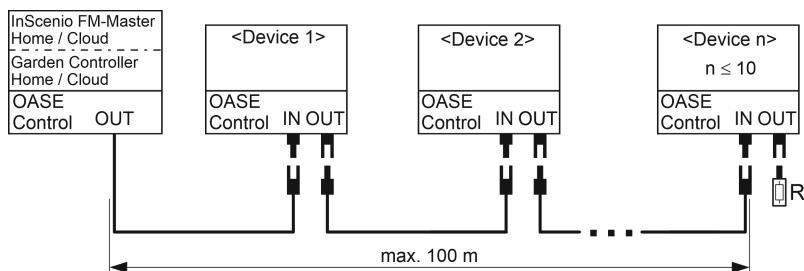 InScenio FM-Master
Home / Cloud
Garden Controller
Home / Cloud
OASE
Control OUT
<Device 1>
OASE
Control IN OUT
<Device 2>
OASE
Control IN OUT
<Device n>
n ≤ 10
OASE
Control IN OUT
R
max. 100 m